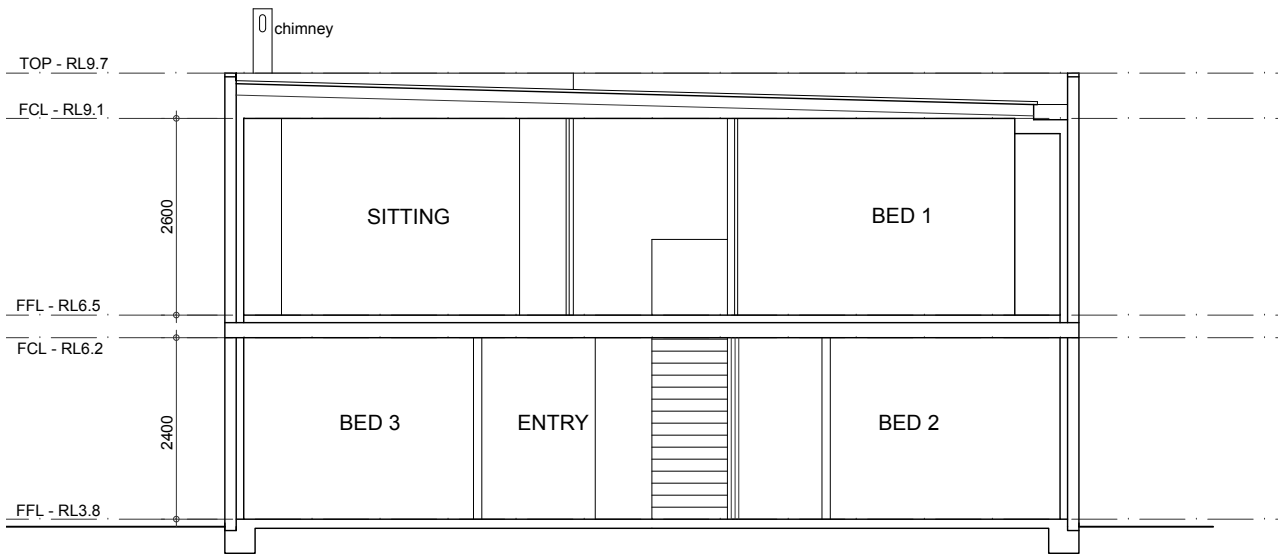 chimney
TOP - RL9.7
FCL - RL9.1
2600
SITTING
BED 1
FFL - RL6.5
FCL - RL6.2
2400
BED 3
ENTRY
BED 2
FFL - RL3.8